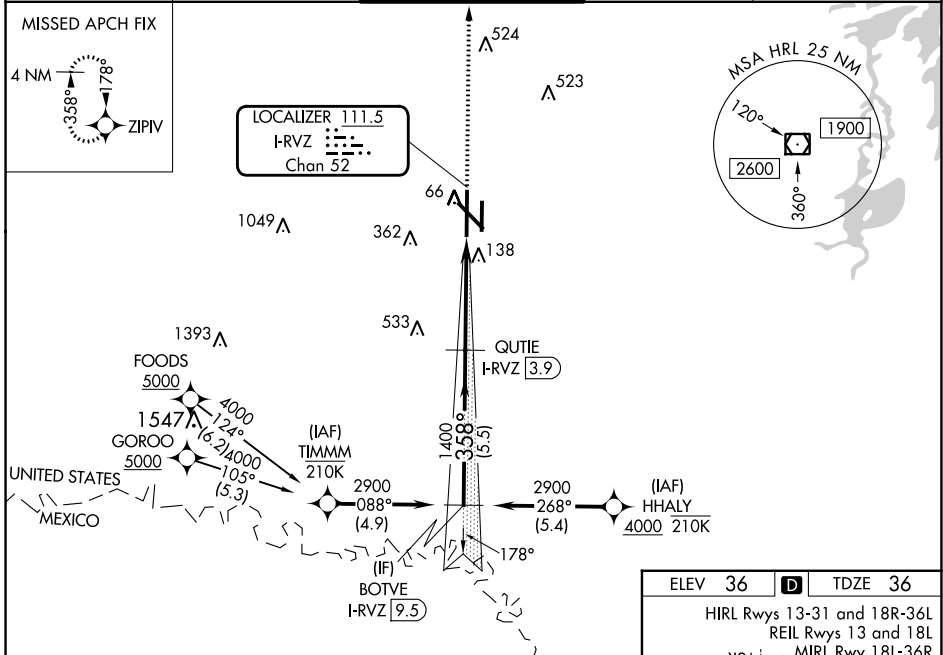 MISSED APCH FIX
4 NM
358°
178°
ZIPIV
LOCALIZER 111.5
I-RVZ
Chan 52
524
523
MSA HRL 25 NM
120°
1900
2600
360°
66
1049
362
138
533
1393
QUTIE
I-RVZ 3.9
FOODS
5000
4000
124°
(6.2)
1547
GOROO
5000
4000
105°
(5.3)
(IAF)
TIMMM
210K
1400
358°
(5.5)
UNITED STATES
MEXICO
2900
088°
(4.9)
2900
268°
(5.4)
(IAF)
HHALY
4000 210K
178°
(IF)
BOTVE
I-RVZ 9.5
ELEV 36 D TDZE 36
HIRL Rwys 13-31 and 18R-36L
REIL Rwys 13 and 18L
MIRL Rwy 18L-36R